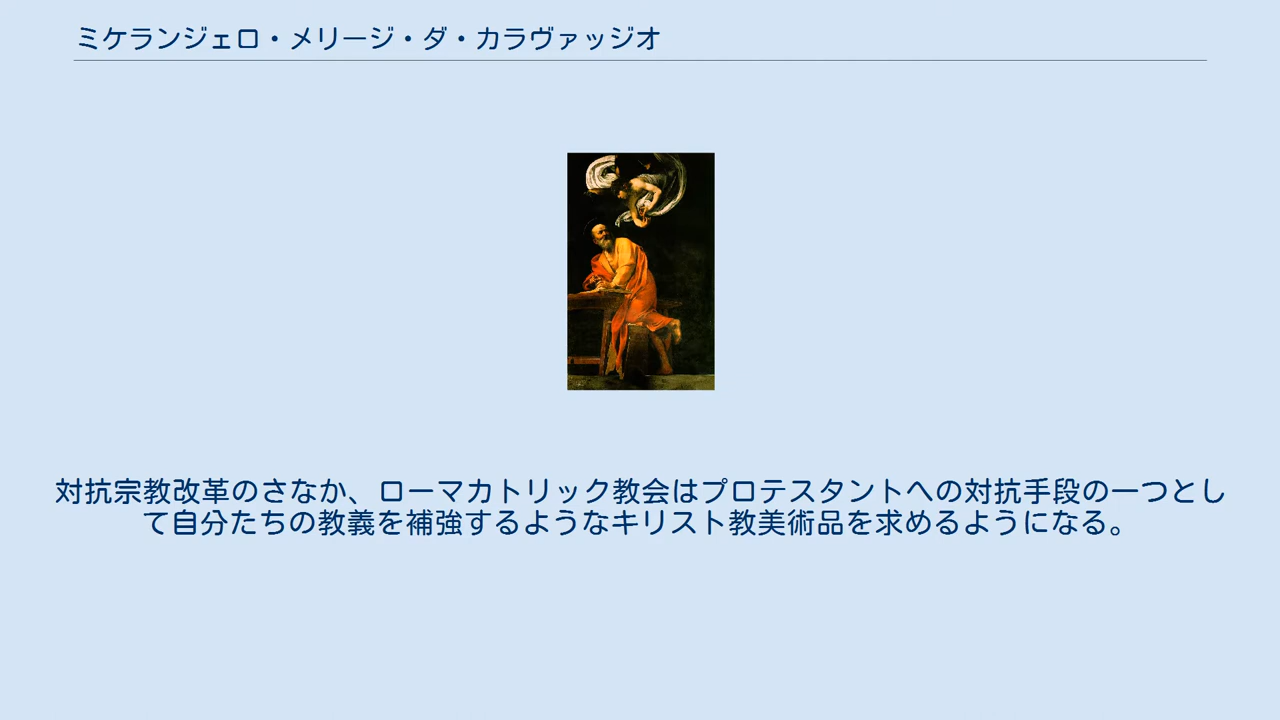 ミケランジェロ・メリージ・ダ・カラヴァッジオ
対抗宗教改革のさなか、ローマカトリック教会はプロテスタントへの対抗手段の一つとし
て自分たちの教義を補強するようなキリスト教美術品を求めるようになる。